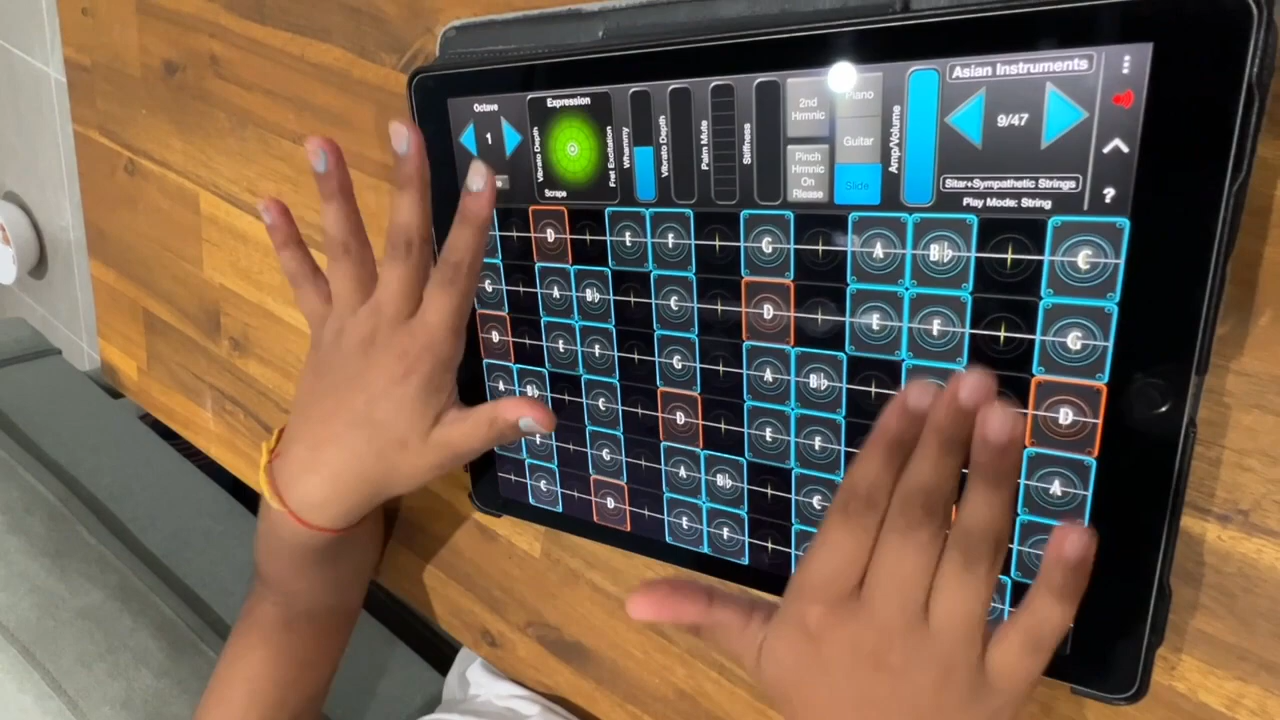 Octave
1
Expression
Vibrato Depth
Fret Excitation
Scrape
Whammy
Vibrato Depth
Palm Mute
Stiffness
2nd
Hrmnic
Pinch
Hrmnic
On
Rlease
Piano
Guitar
Slide
Amp/Volume
Asian Instruments
9/47
Sitar+Sympathetic Strings
Play Mode: String
?
D E F G A B♭ C
G A B♭ C D E F G
D E F G A B♭ D
A B♭ C D E F A
F G A B♭ C
C D E F